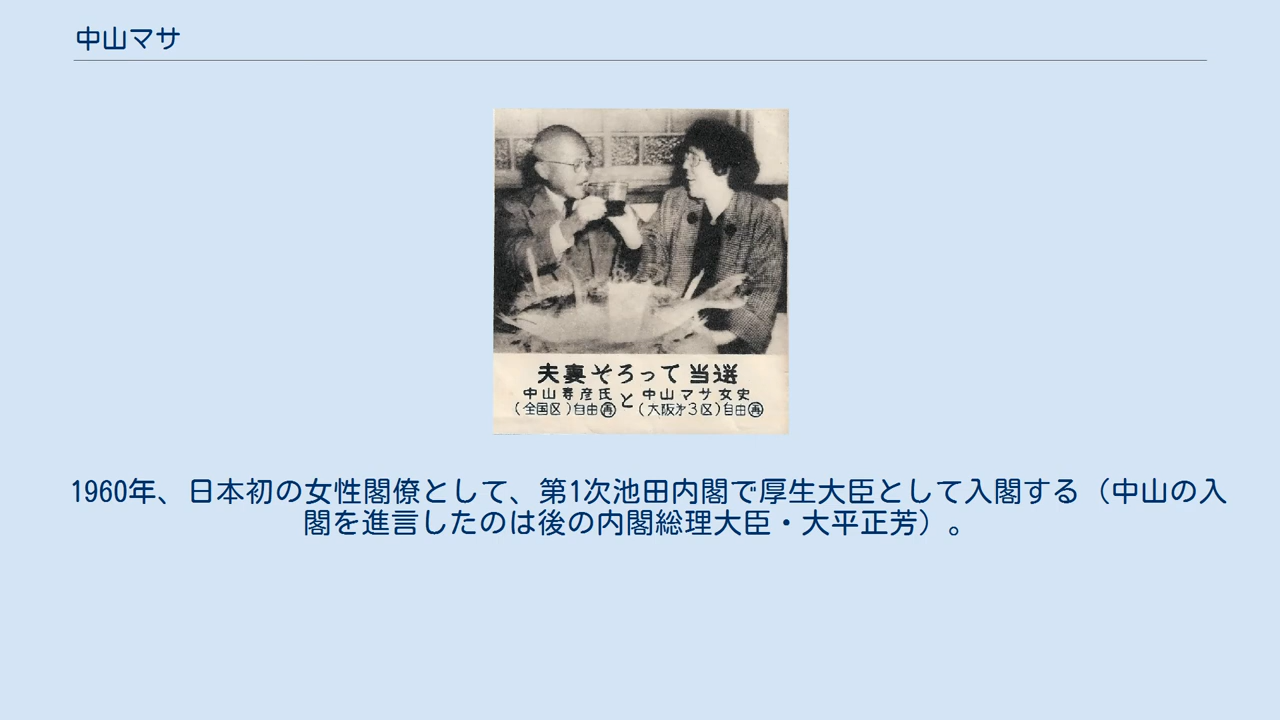 中山マサ
夫妻そろって当選
中山寿彦氏と中山マサ女史
(全国区)自由再 (大阪才3区)自由再
1960年、日本初の女性閣僚として、第1次池田内閣で厚生大臣として入閣する（中山の入
閣を進言したのは後の内閣総理大臣・大平正芳）。